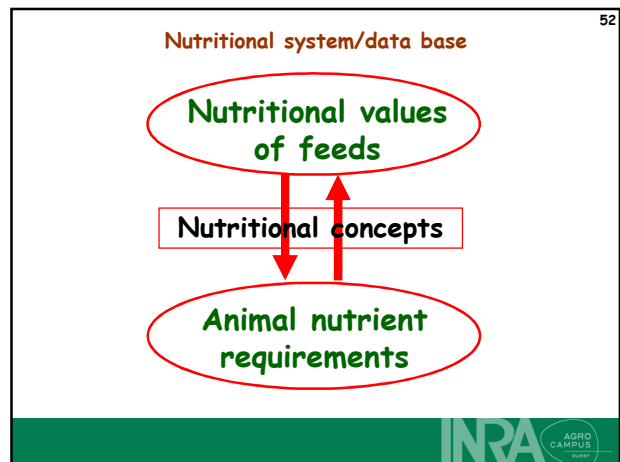 52
Nutritional system/data base
Nutritional values
of feeds
Nutritional concepts
Animal nutrient
requirements
INRA
AGRO
CAMPUS
OUEST